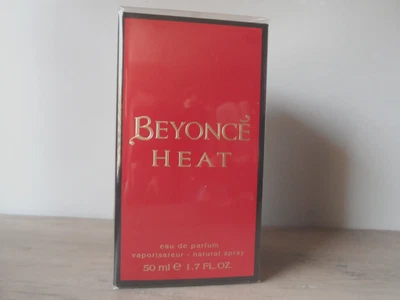 BEYONCÉ
HEAT
eau de parfum
vaporisateur - natural spray
50 ml e 1.7 FL.OZ.